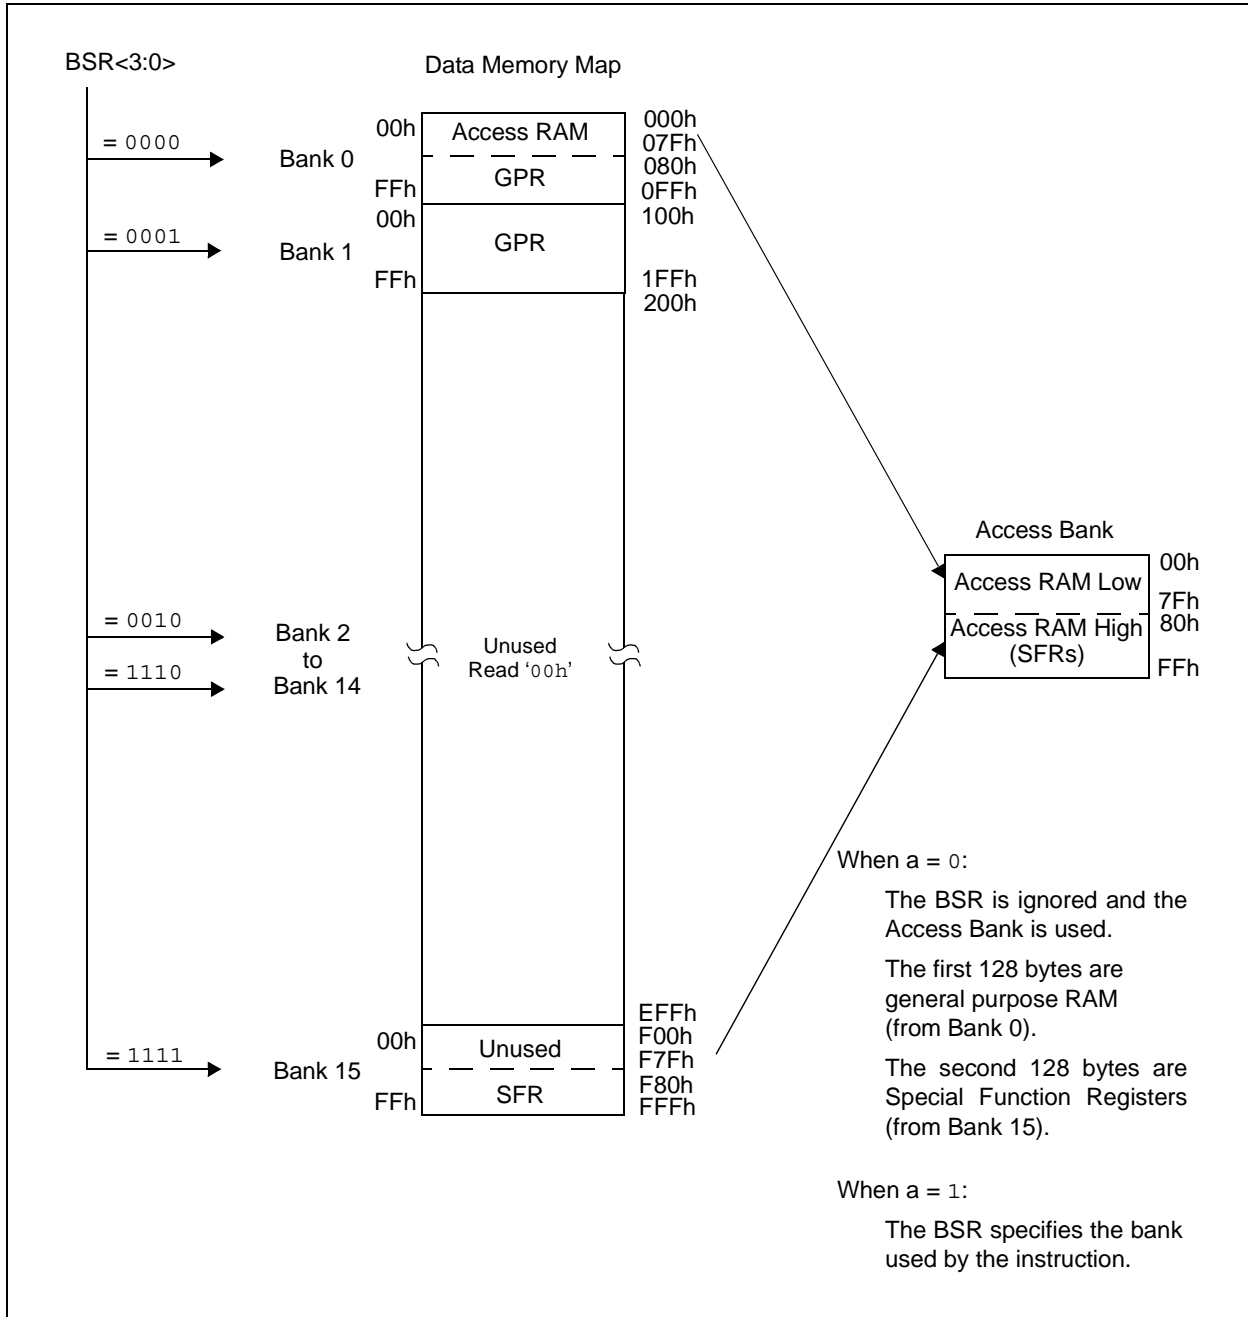 BSR<3:0>
Data Memory Map
= 0000
Bank 0
00h
Access RAM
000h
07Fh
FFh
GPR
080h
0FFh
= 0001
Bank 1
00h
GPR
100h
FFh
1FFh
200h
Access Bank
Access RAM Low
00h
7Fh
Access RAM High
(SFRs)
80h
FFh
= 0010
= 1110
Bank 2
to
Bank 14
Unused
Read ‘00h’
= 1111
Bank 15
00h
FFh
Unused
SFR
EFFh
F00h
F7Fh
F80h
FFFh
When a = 0:
The BSR is ignored and the
Access Bank is used.
The first 128 bytes are
general purpose RAM
(from Bank 0).
The second 128 bytes are
Special Function Registers
(from Bank 15).
When a = 1:
The BSR specifies the bank
used by the instruction.